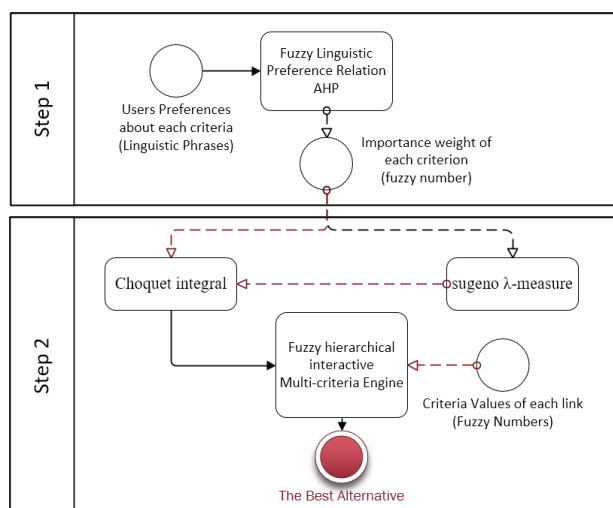 Step 1
Fuzzy Linguistic
Preference Relation
AHP
Users Preferences
about each criteria
(Linguistic Phrases)
Importance weight of
each criterion
(fuzzy number)
Step 2
Choquet integral
sugeno λ-measure
Fuzzy hierarchical
interactive
Multi-criteria Engine
Criteria Values of each link
(Fuzzy Numbers)
The Best Alternative